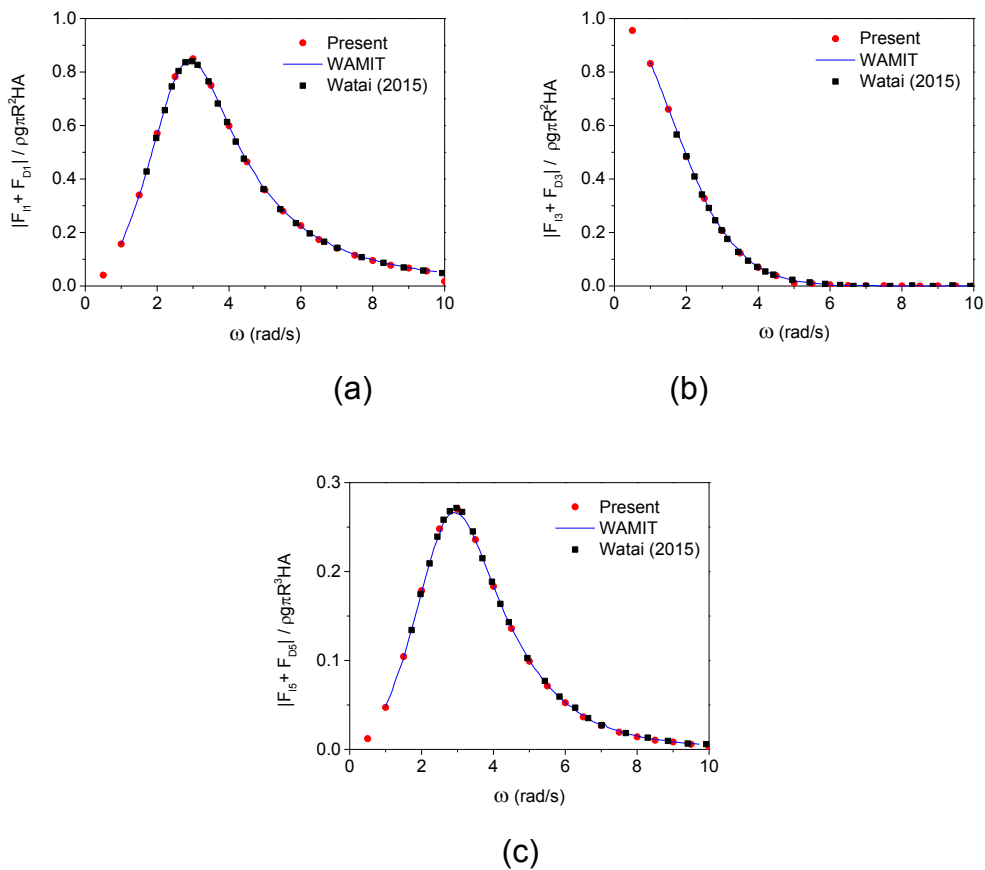 |F_I1 + F_D1| / ρgπR²HA
1.0
0.8
0.6
0.4
0.2
0.0
Present
WAMIT
Watai (2015)
0 2 4 6 8 10
ω (rad/s)
(a)
|F_I3 + F_D3| / ρgπR²HA
1.0
0.8
0.6
0.4
0.2
0.0
Present
WAMIT
Watai (2015)
0 2 4 6 8 10
ω (rad/s)
(b)
|F_I5 + F_D5| / ρgπR³HA
0.3
0.2
0.1
0.0
Present
WAMIT
Watai (2015)
0 2 4 6 8 10
ω (rad/s)
(c)